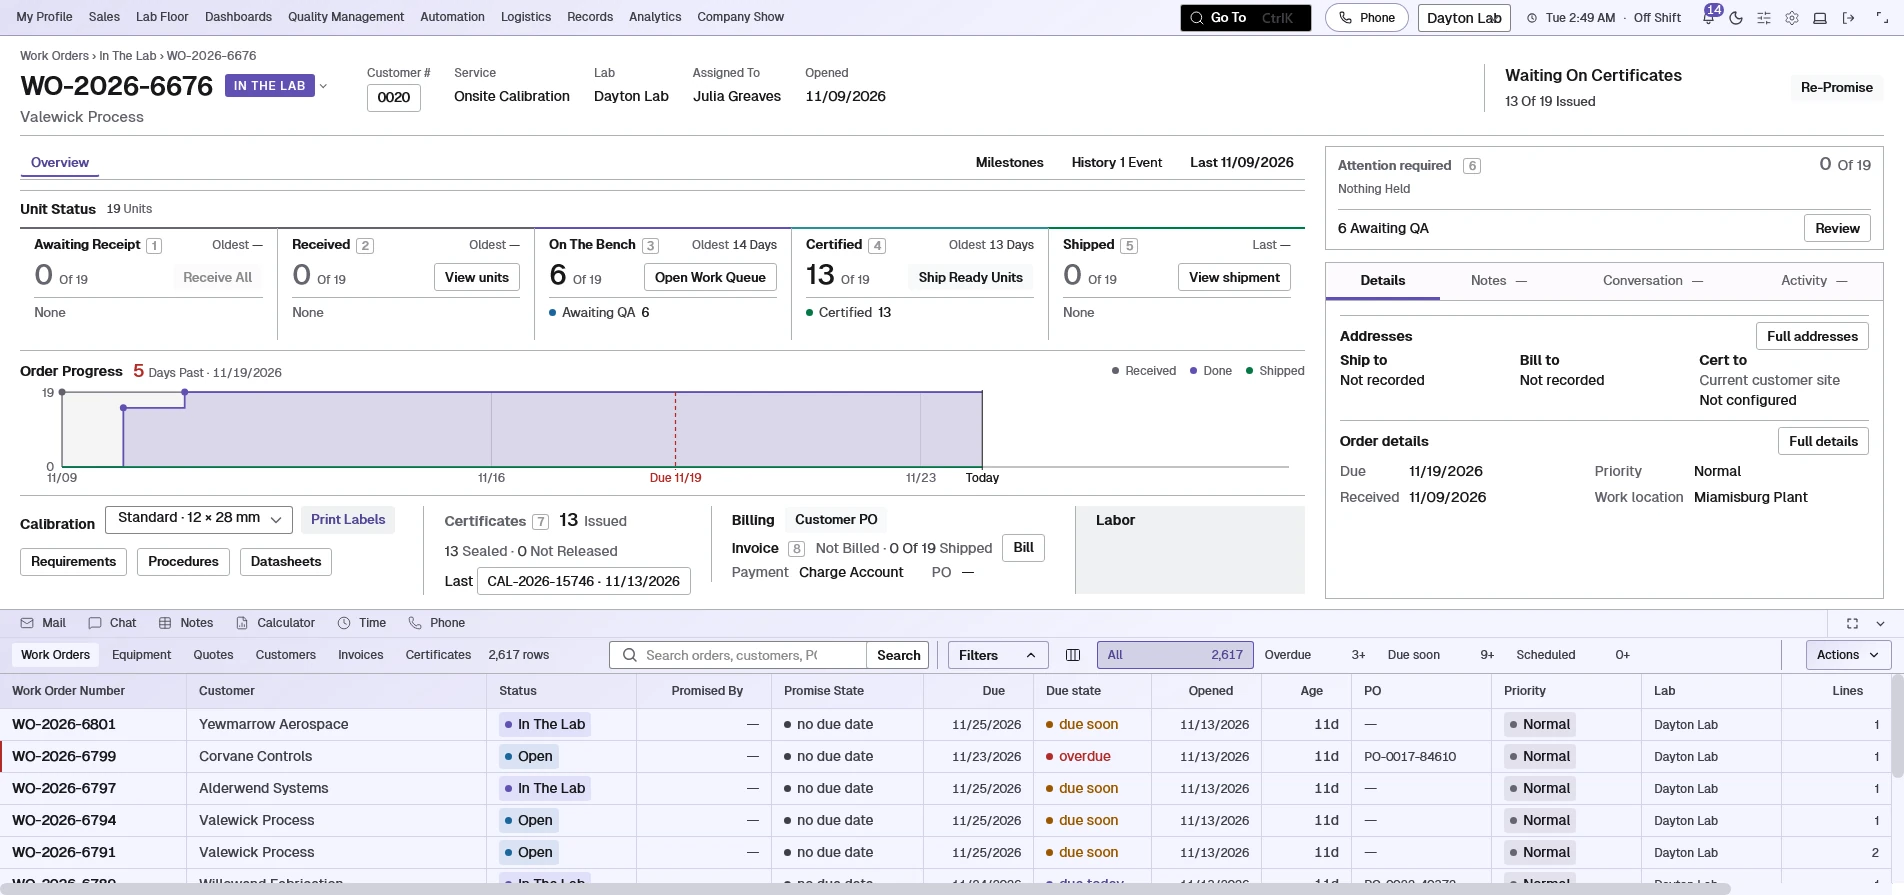 My Profile Sales Lab Floor Dashboards Quality Management Automation Logistics Records Analytics Company Show
Go To CtrlK Phone Dayton Lab Tue 2:49 AM · Off Shift 14
Work Orders › In The Lab › WO-2026-6676
WO-2026-6676 IN THE LAB
Valewick Process
Customer # Service Lab Assigned To Opened
0020 Onsite Calibration Dayton Lab Julia Greaves 11/09/2026
Waiting On Certificates
13 Of 19 Issued
Re-Promise
Overview Milestones History 1 Event Last 11/09/2026
Unit Status 19 Units
Awaiting Receipt 1 Oldest —
0 Of 19 Receive All
None
Received 2 Oldest —
0 Of 19 View units
None
On The Bench 3 Oldest 14 Days
6 Of 19 Open Work Queue
Awaiting QA 6
Certified 4 Oldest 13 Days
13 Of 19 Ship Ready Units
Certified 13
Shipped 5 Last —
0 Of 19 View shipment
None
Order Progress 5 Days Past · 11/19/2026
Received Done Shipped
19
0
11/09 11/16 Due 11/19 11/23 Today
Calibration Standard · 12 × 28 mm Print Labels
Requirements Procedures Datasheets
Certificates 7 13 Issued
13 Sealed · 0 Not Released
Last CAL-2026-15746 · 11/13/2026
Billing Customer PO
Invoice 8 Not Billed · 0 Of 19 Shipped Bill
Payment Charge Account PO —
Labor
Attention required 6 0 Of 19
Nothing Held
6 Awaiting QA Review
Details Notes — Conversation — Activity —
Addresses Full addresses
Ship to Bill to Cert to
Not recorded Not recorded Current customer site
Not configured
Order details Full details
Due 11/19/2026 Priority Normal
Received 11/09/2026 Work location Miamisburg Plant
Mail Chat Notes Calculator Time Phone
Work Orders Equipment Quotes Customers Invoices Certificates 2,617 rows
Search orders, customers, PO Search Filters All 2,617 Overdue 3+ Due soon 9+ Scheduled 0+ Actions
Work Order Number Customer Status Promised By Promise State Due Due state Opened Age PO Priority Lab Lines
WO-2026-6801 Yewmarrow Aerospace In The Lab — no due date 11/25/2026 due soon 11/13/2026 11d — Normal Dayton Lab 1
WO-2026-6799 Corvane Controls Open — no due date 11/23/2026 overdue 11/13/2026 11d PO-0017-84610 Normal Dayton Lab 1
WO-2026-6797 Alderwend Systems In The Lab — no due date 11/25/2026 due soon 11/13/2026 11d — Normal Dayton Lab 1
WO-2026-6794 Valewick Process Open — no due date 11/25/2026 due soon 11/13/2026 11d — Normal Dayton Lab 1
WO-2026-6791 Valewick Process Open — no due date 11/25/2026 due soon 11/13/2026 11d — Normal Dayton Lab 2